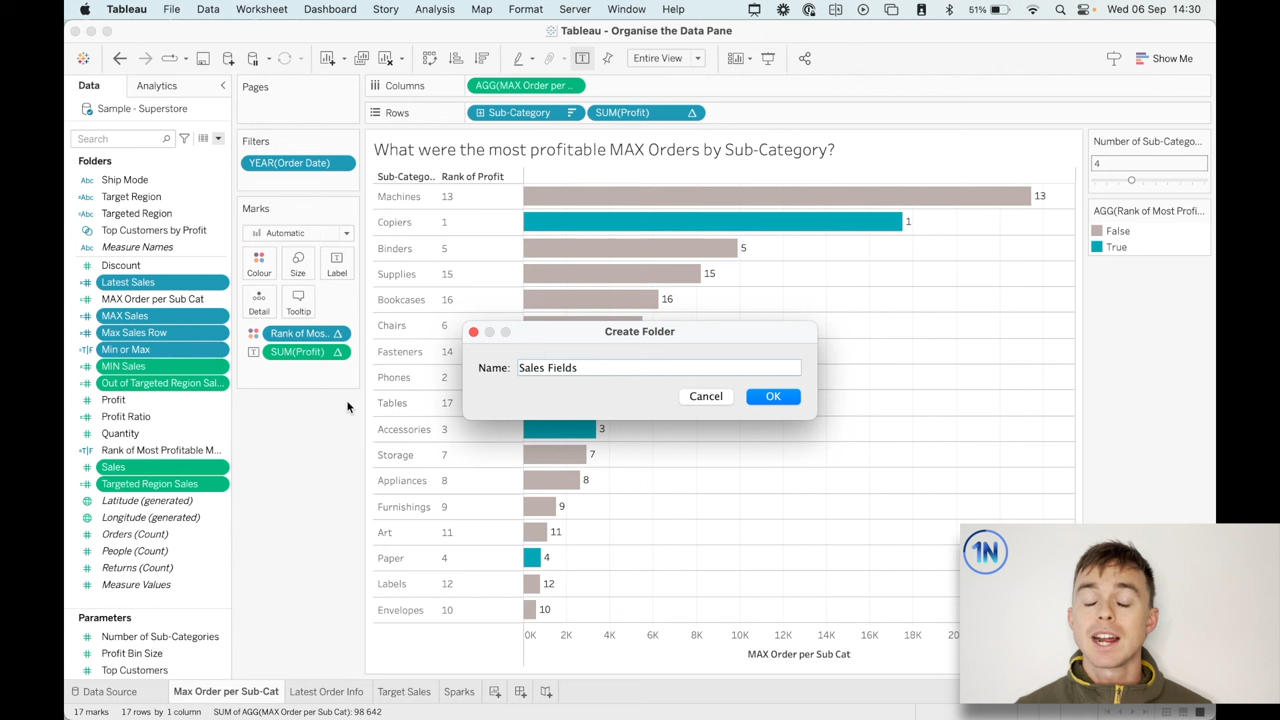 Tableau File Data Worksheet Dashboard Story Analysis Map Format Server Window Help 51% Wed 06 Sep 14:30
Tableau - Organise the Data Pane
Entire View
Show Me
Data Analytics
Sample - Superstore
Search
Folders
Abc Ship Mode
=Abc Target Region
=Abc Targeted Region
Top Customers by Profit
Abc Measure Names
# Discount
=# Latest Sales
=# MAX Order per Sub Cat
=# MAX Sales
=# Max Sales Row
=T|F Min or Max
=# MIN Sales
=# Out of Targeted Region Sal...
# Profit
=# Profit Ratio
# Quantity
=T|F Rank of Most Profitable M...
# Sales
=# Targeted Region Sales
Latitude (generated)
Longitude (generated)
# Orders (Count)
# People (Count)
# Returns (Count)
# Measure Values
Parameters
# Number of Sub-Categories
# Profit Bin Size
# Top Customers
Pages
Filters
YEAR(Order Date)
Marks
Automatic
Colour Size Label
Detail Tooltip
Rank of Mos..
SUM(Profit)
Columns AGG(MAX Order per ..
Rows Sub-Category SUM(Profit)
What were the most profitable MAX Orders by Sub-Category?
Sub-Catego.. Rank of Profit
Machines 13 13
Copiers 1 1
Binders 5 5
Supplies 15 15
Bookcases 16 16
Chairs 6
Fasteners 14
Phones 2
Tables 17
Accessories 3 3
Storage 7 7
Appliances 8 8
Furnishings 9 9
Art 11 11
Paper 4 4
Labels 12 12
Envelopes 10 10
0K 2K 4K 6K 8K 10K 12K 14K 16K 18K
MAX Order per Sub Cat
Create Folder
Name: Sales Fields
Cancel OK
Number of Sub-Catego...
4
AGG(Rank of Most Profi...
False
True
1N
Data Source Max Order per Sub-Cat Latest Order Info Target Sales Sparks
17 marks 17 rows by 1 column SUM of AGG(MAX Order per Sub Cat): 98 642